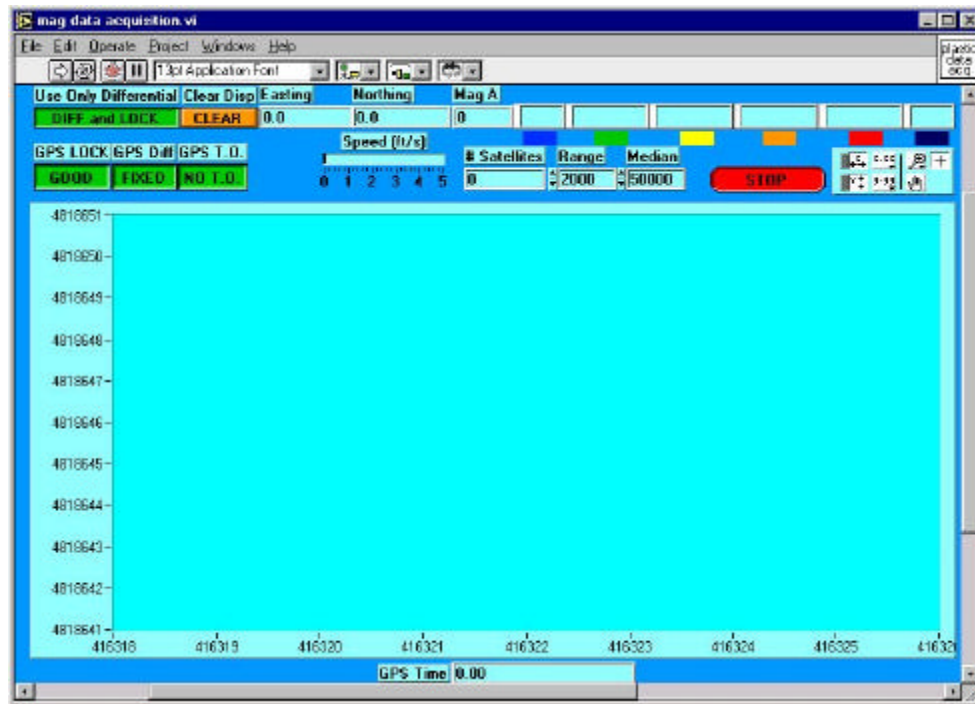 mag data acquisition.vi
File Edit Operate Project Windows Help
plastic data acq
13pt Application Font
Use Only Differential Clear Disp Easting Northing Mag A
DIFF and LOCK CLEAR 0.0 0.0 0
GPS LOCK GPS Diff GPS T.O. Speed (ft/s) # Satellites Range Median
GOOD FIXED NO T.O. 0 1 2 3 4 5 0 2000 50000 STOP
4818651
4818650
4818649
4818648
4818647
4818646
4818645
4818644
4818643
4818642
4818641
416318 416319 416320 416321 416322 416323 416324 416325 41632
GPS Time 0.00